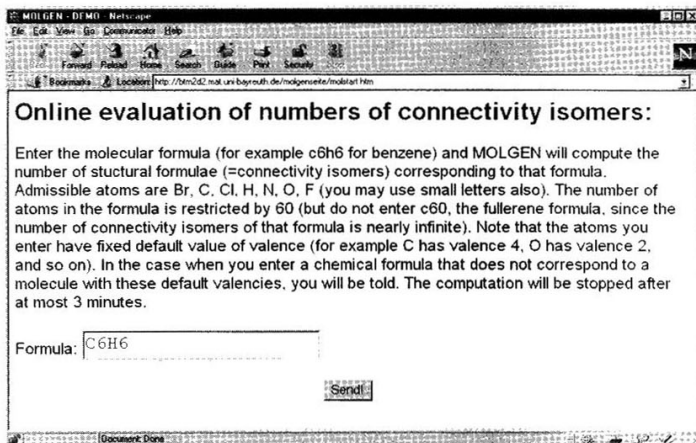 MOLGEN - DEMO - Netscape
File Edit View Go Communicator Help
Forward Reload Home Search Guide Print Security
Bookmarks Location: http://btm2d2.mat.uni-bayreuth.de/molgenseite/molstart.htm
Online evaluation of numbers of connectivity isomers:
Enter the molecular formula (for example c6h6 for benzene) and MOLGEN will compute the
number of stuctural formulae (=connectivity isomers) corresponding to that formula.
Admissible atoms are Br, C, Cl, H, N, O, F (you may use small letters also). The number of
atoms in the formula is restricted by 60 (but do not enter c60, the fullerene formula, since the
number of connectivity isomers of that formula is nearly infinite). Note that the atoms you
enter have fixed default value of valence (for example C has valence 4, O has valence 2,
and so on). In the case when you enter a chemical formula that does not correspond to a
molecule with these default valencies, you will be told. The computation will be stopped after
at most 3 minutes.
Formula: C6H6
Send!
Document: Done